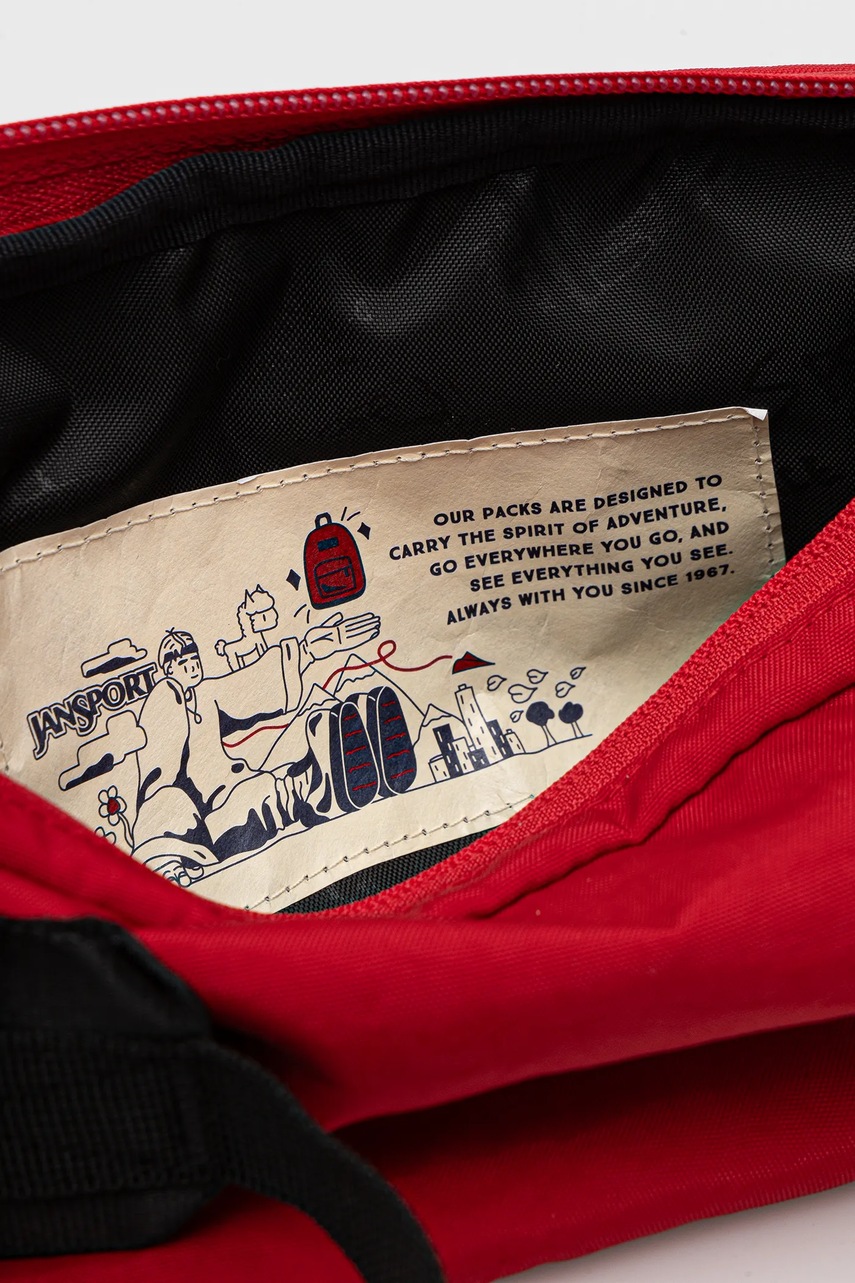 OUR PACKS ARE DESIGNED TO
CARRY THE SPIRIT OF ADVENTURE,
GO EVERYWHERE YOU GO, AND
SEE EVERYTHING YOU SEE.
ALWAYS WITH YOU SINCE 1967.
JANSPORT